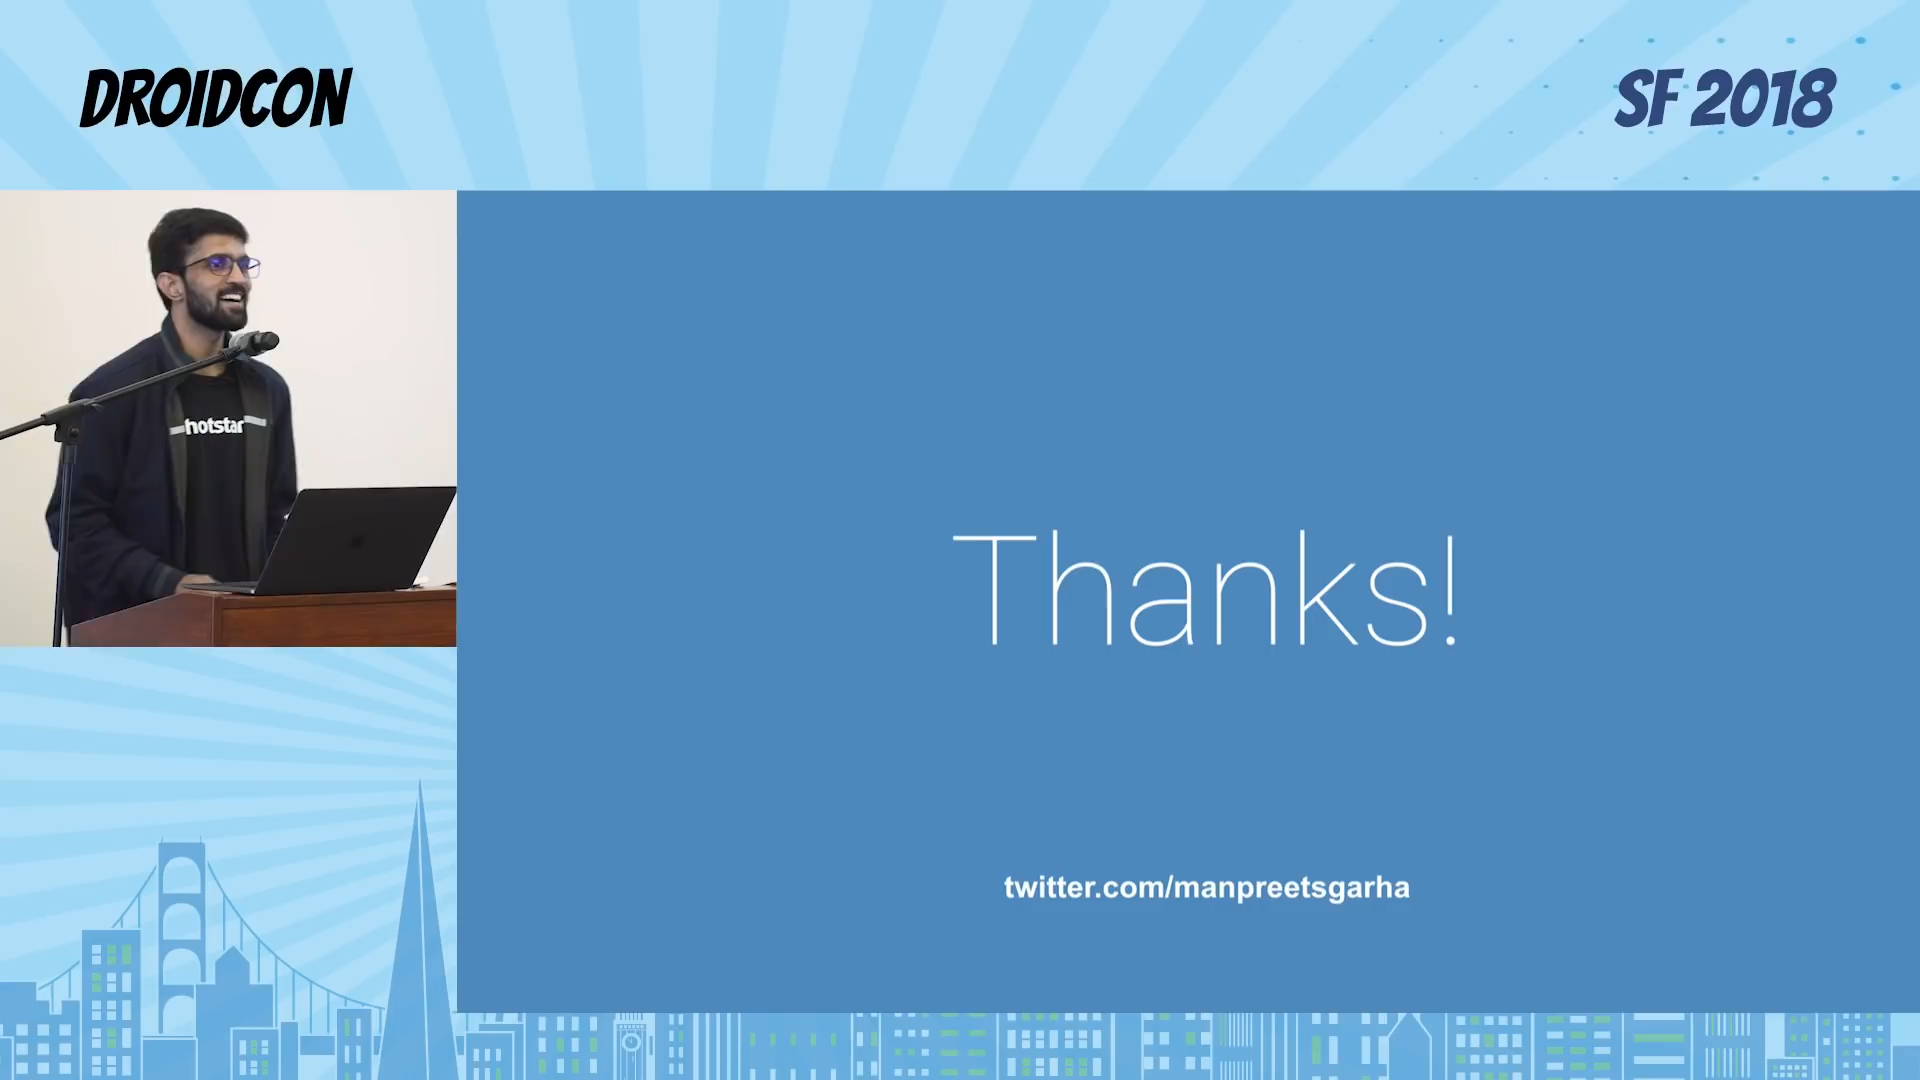 DROIDCON
SF 2018
hotstar
Thanks!
twitter.com/manpreetsgarha